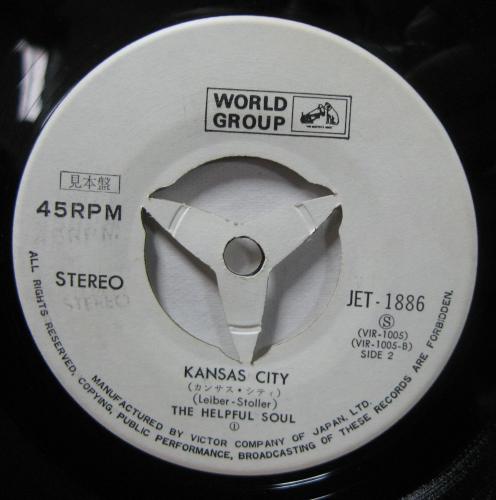 WORLD
GROUP
見本盤
45RPM
STEREO
JET-1886
Ⓢ
(VIR-1005)
(VIR-1005-B)
SIDE 2
KANSAS CITY
(カンサス・シティ)
(Leiber-Stoller)
THE HELPFUL SOUL
①
ALL RIGHTS RESERVED, COPYING, PUBLIC PERFORMANCE, BROADCASTING OF THESE RECORDS ARE FORBIDDEN.
MANUFACTURED BY VICTOR COMPANY OF JAPAN, LTD.